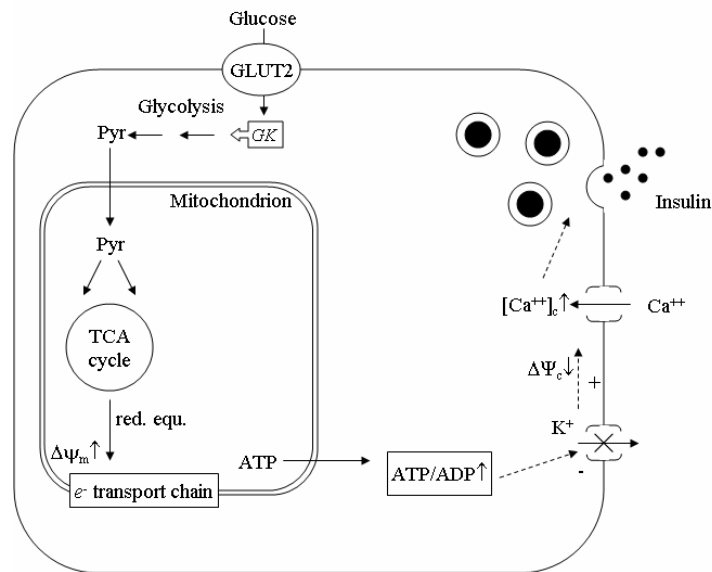 Glucose
GLUT2
Glycolysis
Pyr
GK
Mitochondrion
Insulin
Pyr
[Ca⁺⁺]c↑
Ca⁺⁺
TCA
cycle
ΔΨc↓
+
red. equ.
K⁺
Δψm↑
ATP
ATP/ADP↑
-
e⁻ transport chain